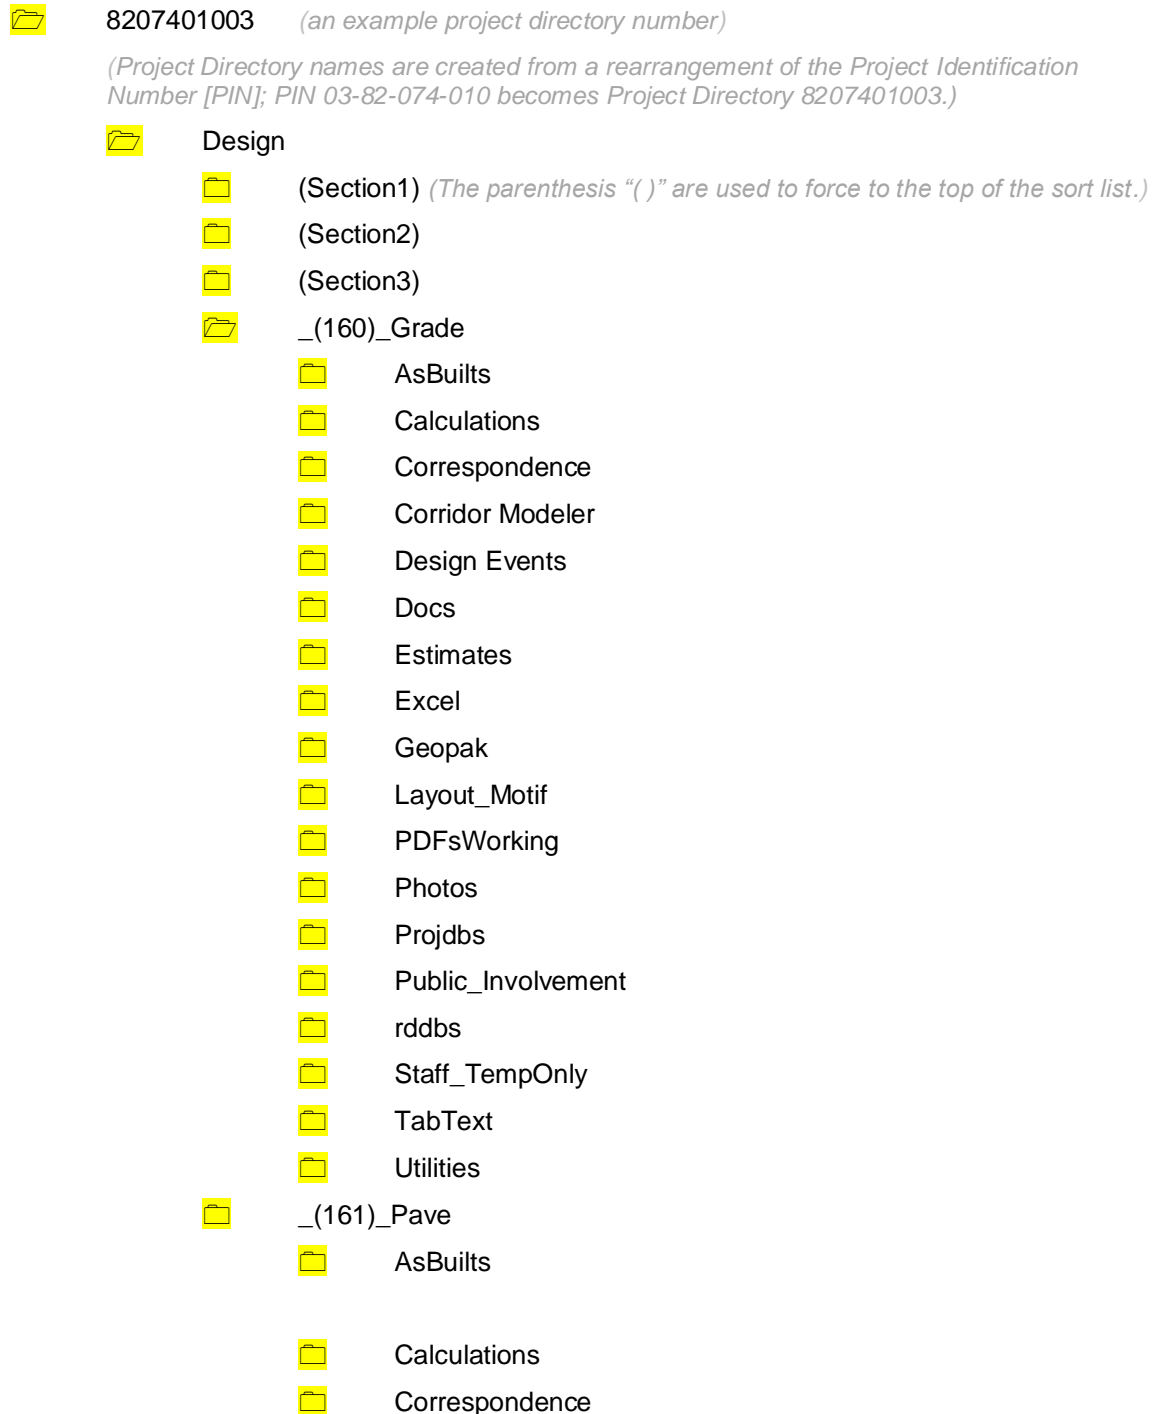 8207401003 (an example project directory number)
(Project Directory names are created from a rearrangement of the Project Identification
Number [PIN]; PIN 03-82-074-010 becomes Project Directory 8207401003.)
Design
(Section1) (The parenthesis “( )” are used to force to the top of the sort list.)
(Section2)
(Section3)
_(160)_Grade
AsBuilts
Calculations
Correspondence
Corridor Modeler
Design Events
Docs
Estimates
Excel
Geopak
Layout_Motif
PDFsWorking
Photos
Projdbs
Public_Involvement
rddbs
Staff_TempOnly
TabText
Utilities
_(161)_Pave
AsBuilts
Calculations
Correspondence